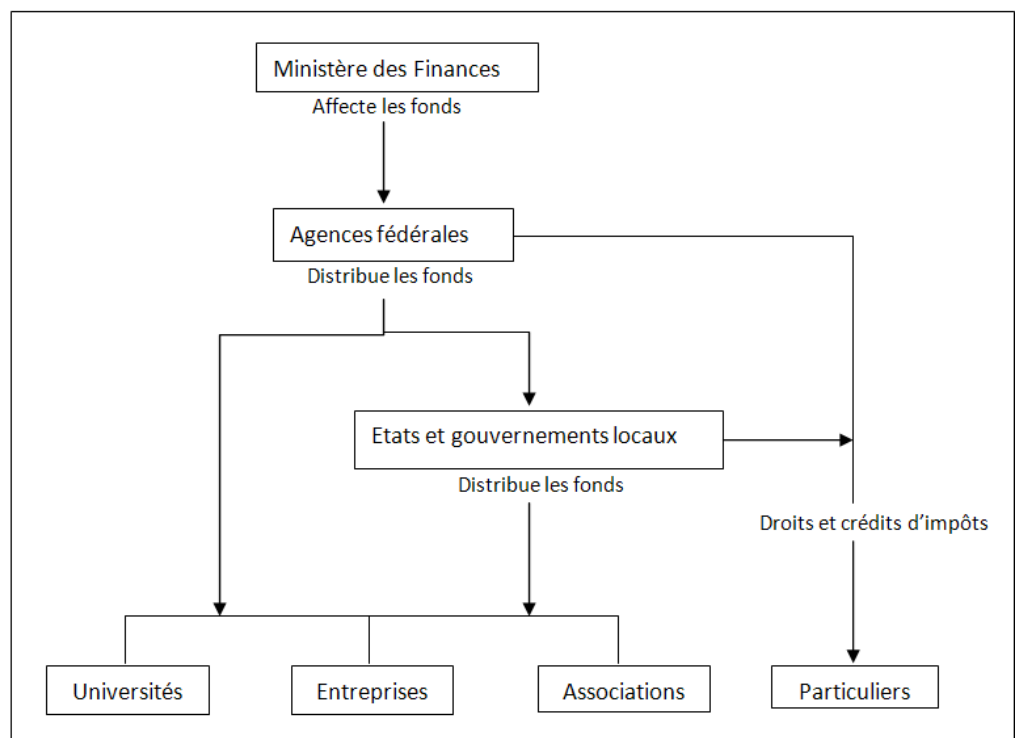 Ministère des Finances
Affecte les fonds
Agences fédérales
Distribue les fonds
Etats et gouvernements locaux
Distribue les fonds
Droits et crédits d'impôts
Universités
Entreprises
Associations
Particuliers